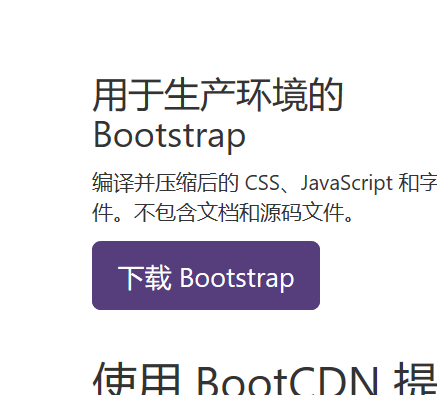 用于生产环境的
Bootstrap
编译并压缩后的 CSS、JavaScript 和字
件。不包含文档和源码文件。
下载 Bootstrap
使用 BootCDN 提